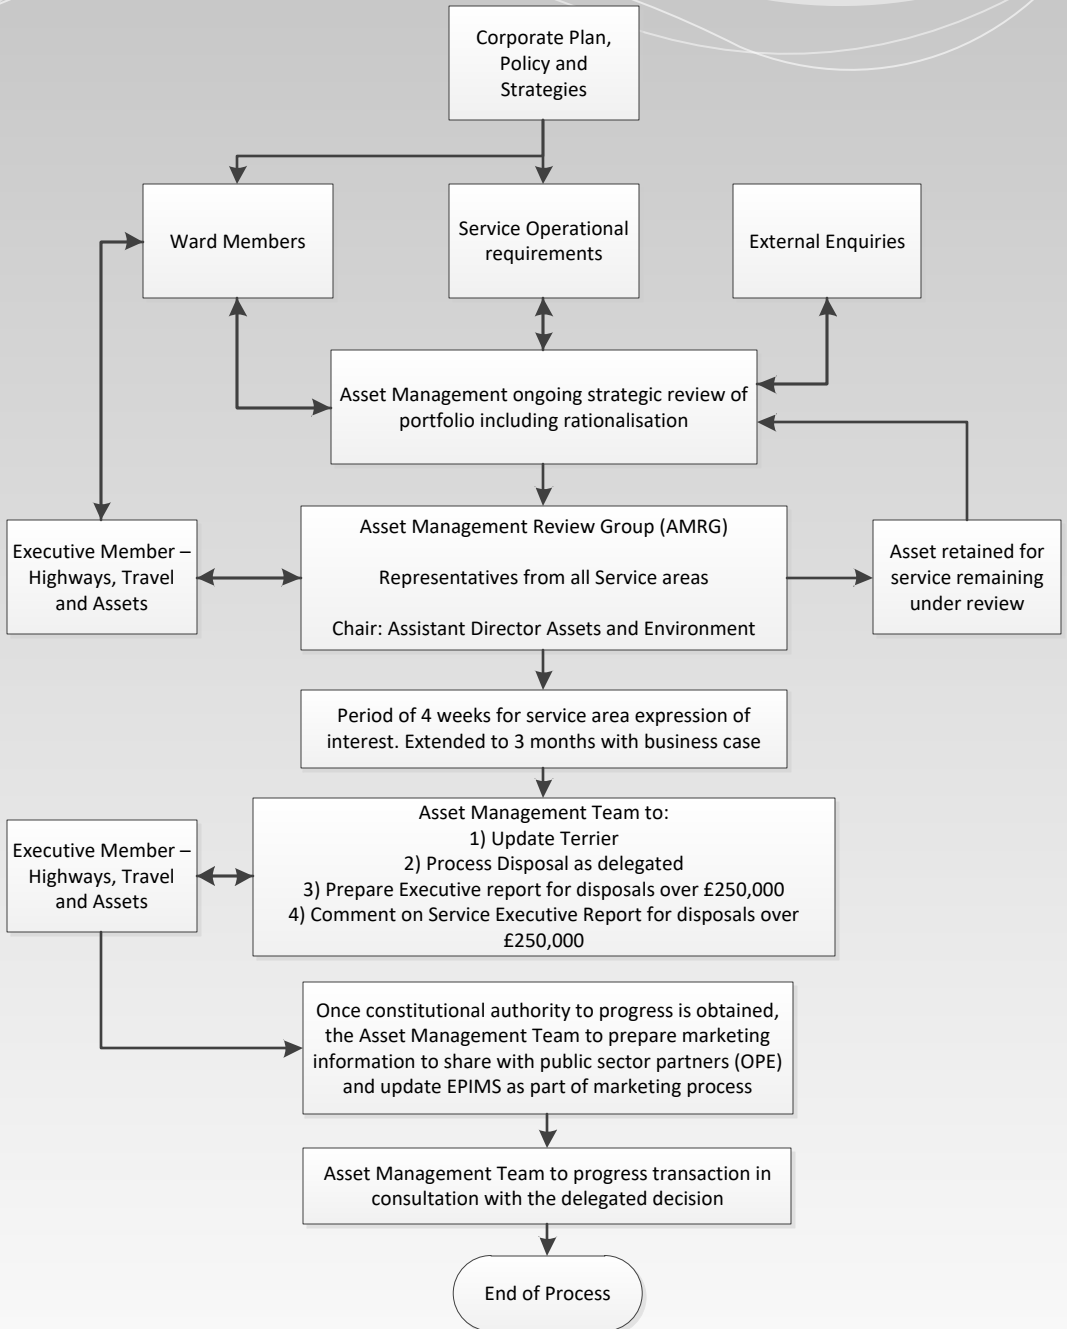 Corporate Plan,
Policy and
Strategies
Ward Members
Service Operational
requirements
External Enquiries
Asset Management ongoing strategic review of
portfolio including rationalisation
Executive Member –
Highways, Travel
and Assets
Asset Management Review Group (AMRG)
Representatives from all Service areas
Chair: Assistant Director Assets and Environment
Asset retained for
service remaining
under review
Period of 4 weeks for service area expression of
interest. Extended to 3 months with business case
Executive Member –
Highways, Travel
and Assets
Asset Management Team to:
1) Update Terrier
2) Process Disposal as delegated
3) Prepare Executive report for disposals over £250,000
4) Comment on Service Executive Report for disposals over
£250,000
Once constitutional authority to progress is obtained,
the Asset Management Team to prepare marketing
information to share with public sector partners (OPE)
and update EPIMS as part of marketing process
Asset Management Team to progress transaction in
consultation with the delegated decision
End of Process